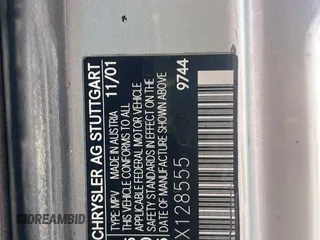 CHRYSLER AG STUTTGART
11/01
TYPE MPV MADE IN AUSTRIA 9744
THIS VEHICLE CONFORMS TO ALL
APPLICABLE FEDERAL MOTOR VEHICLE
SAFETY STANDARDS IN EFFECT ON THE
DATE OF MANUFACTURE SHOWN ABOVE
X128555
DREAMBID